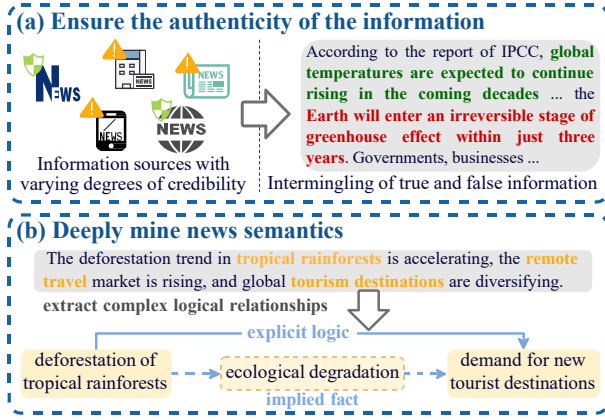 (a) Ensure the authenticity of the information
NEWS
NEWS
NEWS
NEWS
NEWS
Information sources with
varying degrees of credibility
According to the report of IPCC, global
temperatures are expected to continue
rising in the coming decades ... the
Earth will enter an irreversible stage of
greenhouse effect within just three
years. Governments, businesses ...
Intermingling of true and false information
(b) Deeply mine news semantics
The deforestation trend in tropical rainforests is accelerating, the remote
travel market is rising, and global tourism destinations are diversifying.
extract complex logical relationships
explicit logic
deforestation of
tropical rainforests
ecological degradation
demand for new
tourist destinations
implied fact